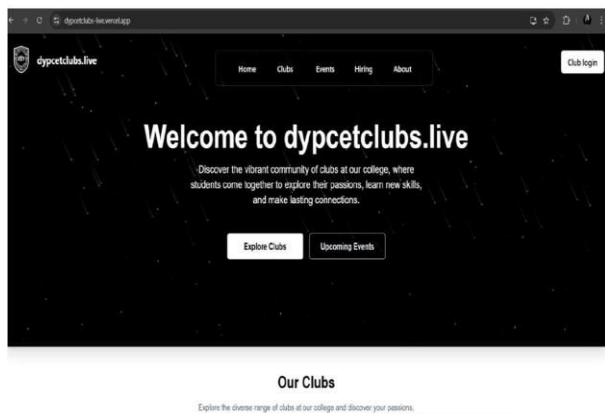 dypcetclubs-live.vercel.app
dypcetclubs.live
Home Clubs Events Hiring About
Club login
Welcome to dypcetclubs.live
Discover the vibrant community of clubs at our college, where
students come together to explore their passions, learn new skills,
and make lasting connections.
Explore Clubs Upcoming Events
Our Clubs
Explore the diverse range of clubs at our college and discover your passions.